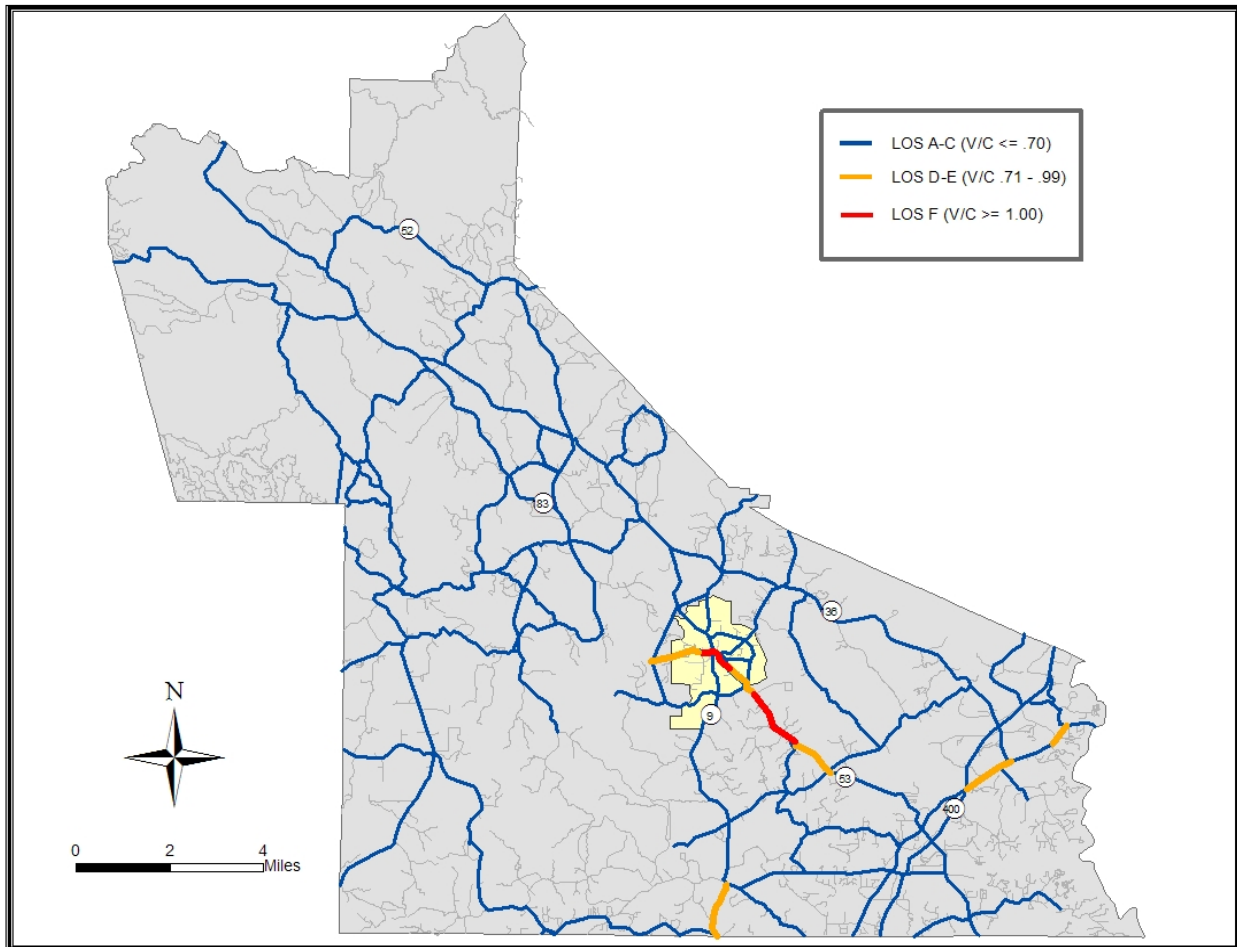 LOS A-C (V/C <= .70)
LOS D-E (V/C .71 - .99)
LOS F (V/C >= 1.00)
52
83
36
9
53
400
N
0 2 4
Miles